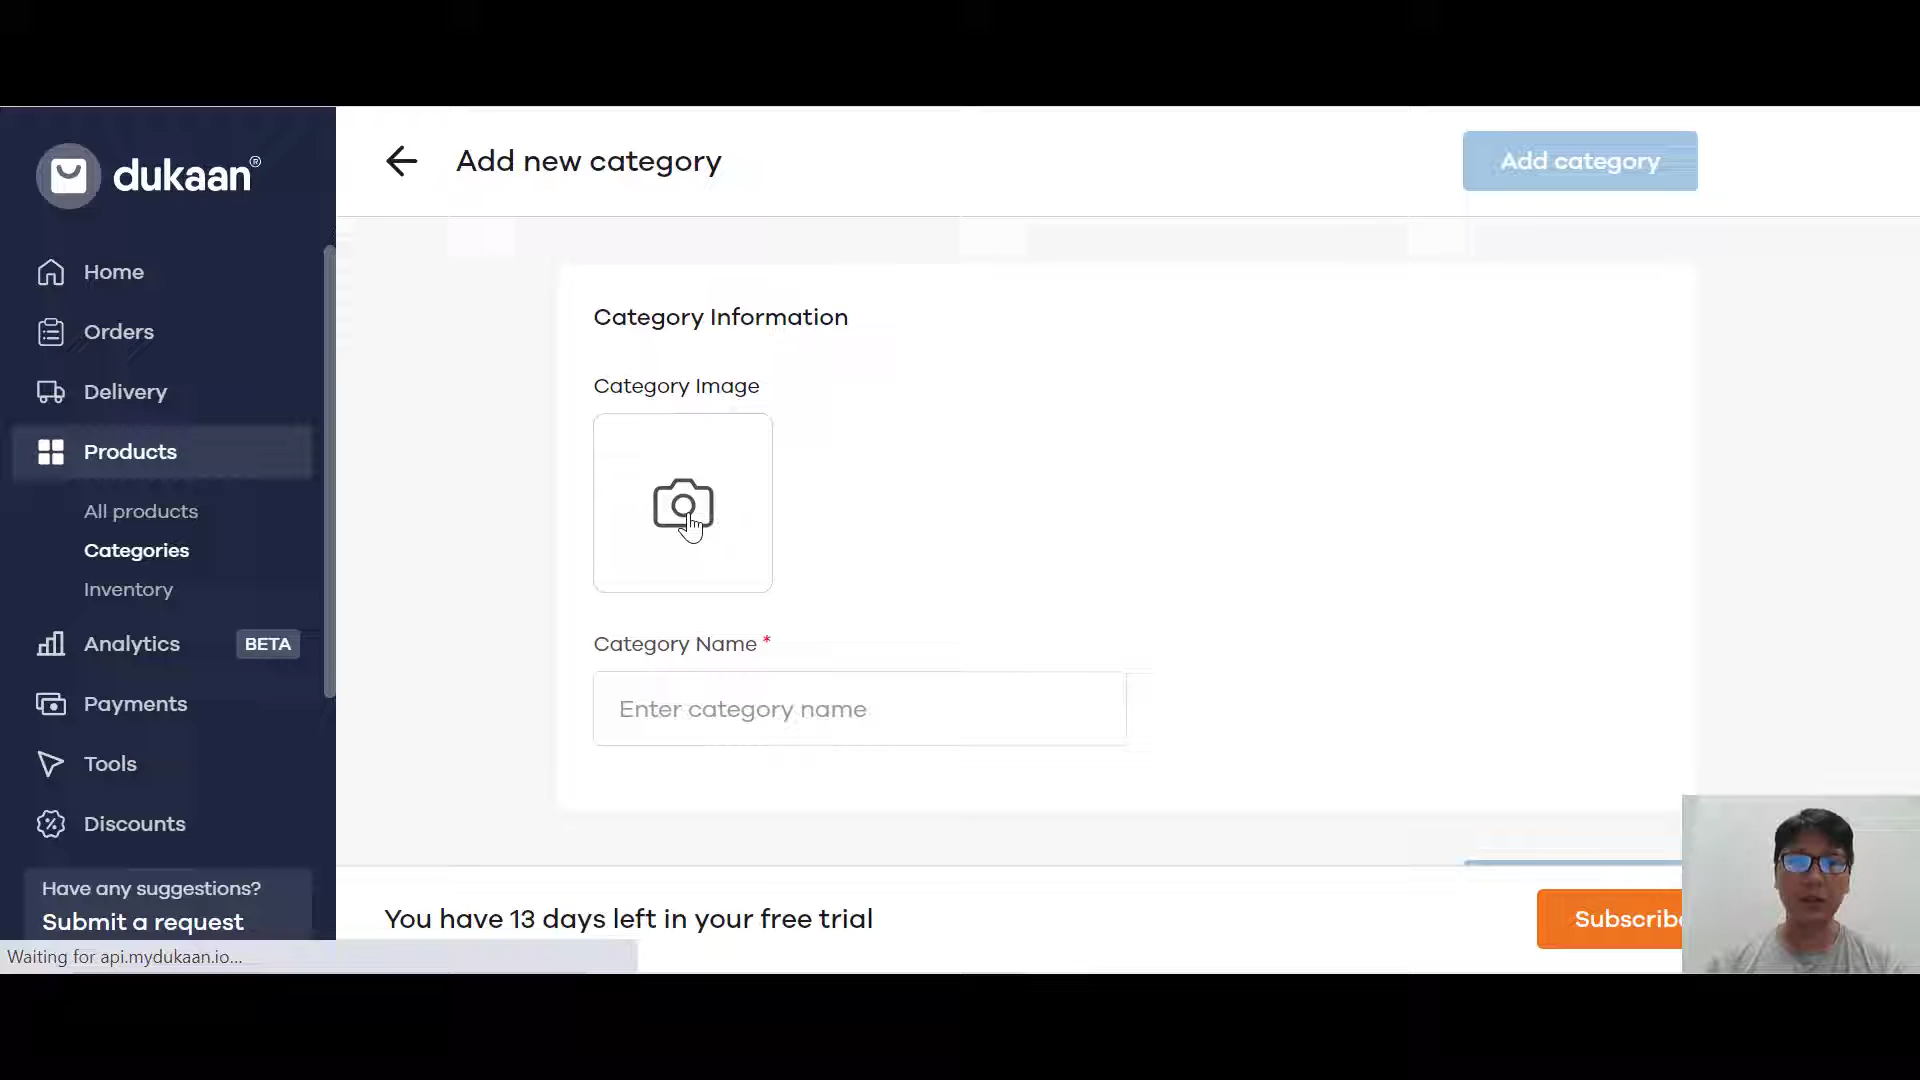 dukaan®
Add new category
Add category
Home
Orders
Delivery
Products
All products
Categories
Inventory
Analytics
BETA
Payments
Tools
Discounts
Have any suggestions?
Submit a request
Category Information
Category Image
Category Name *
Enter category name
You have 13 days left in your free trial
Subscribe
Waiting for api.mydukaan.io...